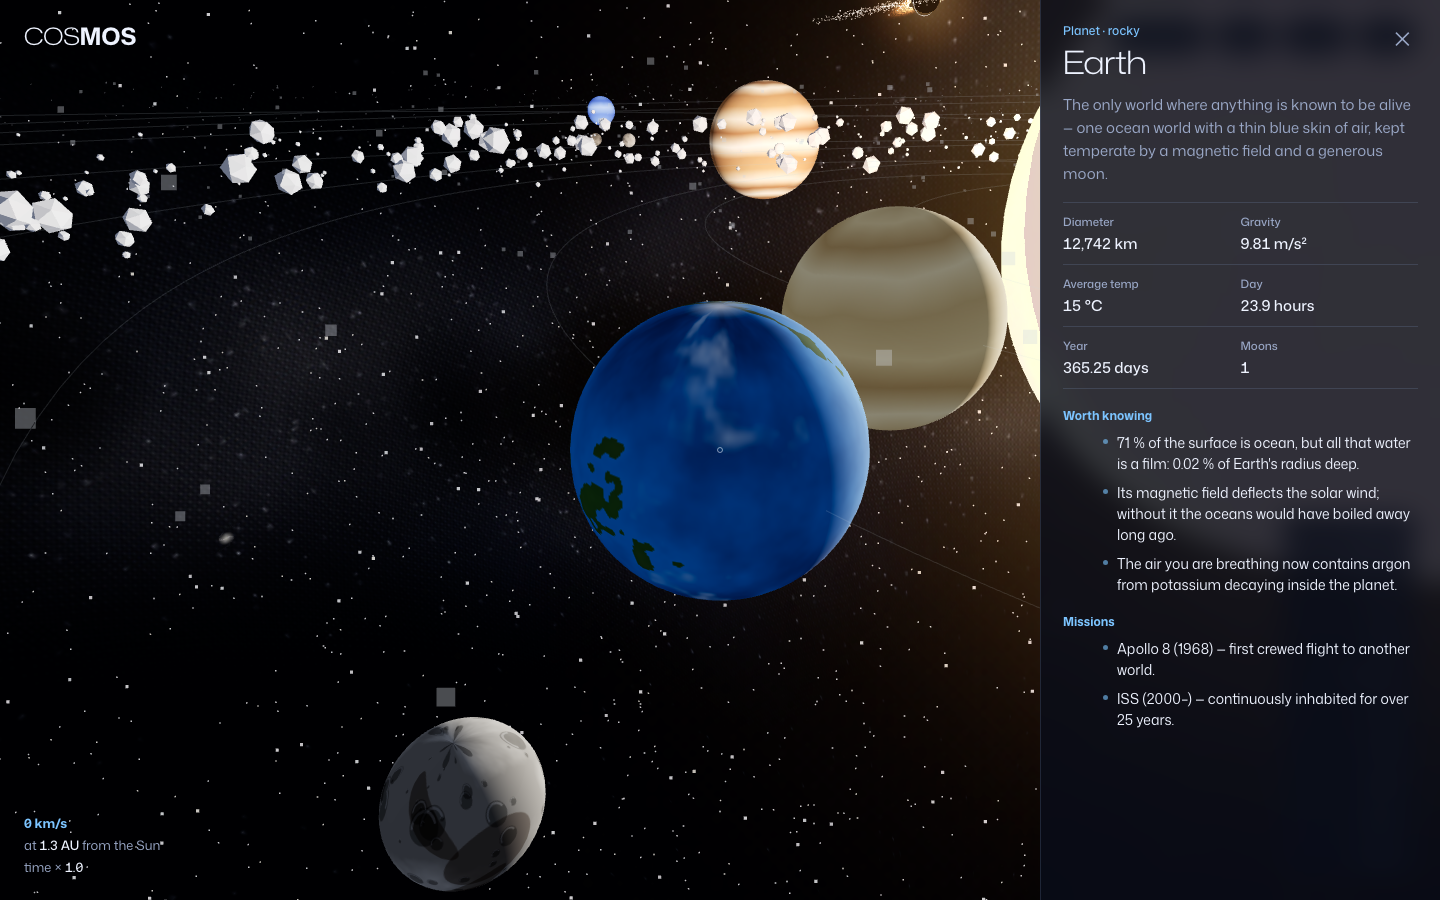 COSMOS
Planet · rocky
Earth
The only world where anything is known to be alive
– one ocean world with a thin blue skin of air, kept
temperate by a magnetic field and a generous
moon.
Diameter
12,742 km
Gravity
9.81 m/s²
Average temp
15 °C
Day
23.9 hours
Year
365.25 days
Moons
1
Worth knowing
71 % of the surface is ocean, but all that water
is a film: 0.02 % of Earth's radius deep.
Its magnetic field deflects the solar wind;
without it the oceans would have boiled away
long ago.
The air you are breathing now contains argon
from potassium decaying inside the planet.
Missions
Apollo 8 (1968) – first crewed flight to another
world.
ISS (2000–) – continuously inhabited for over
25 years.
0 km/s
at 1.3 AU from the Sun
time × 1.0